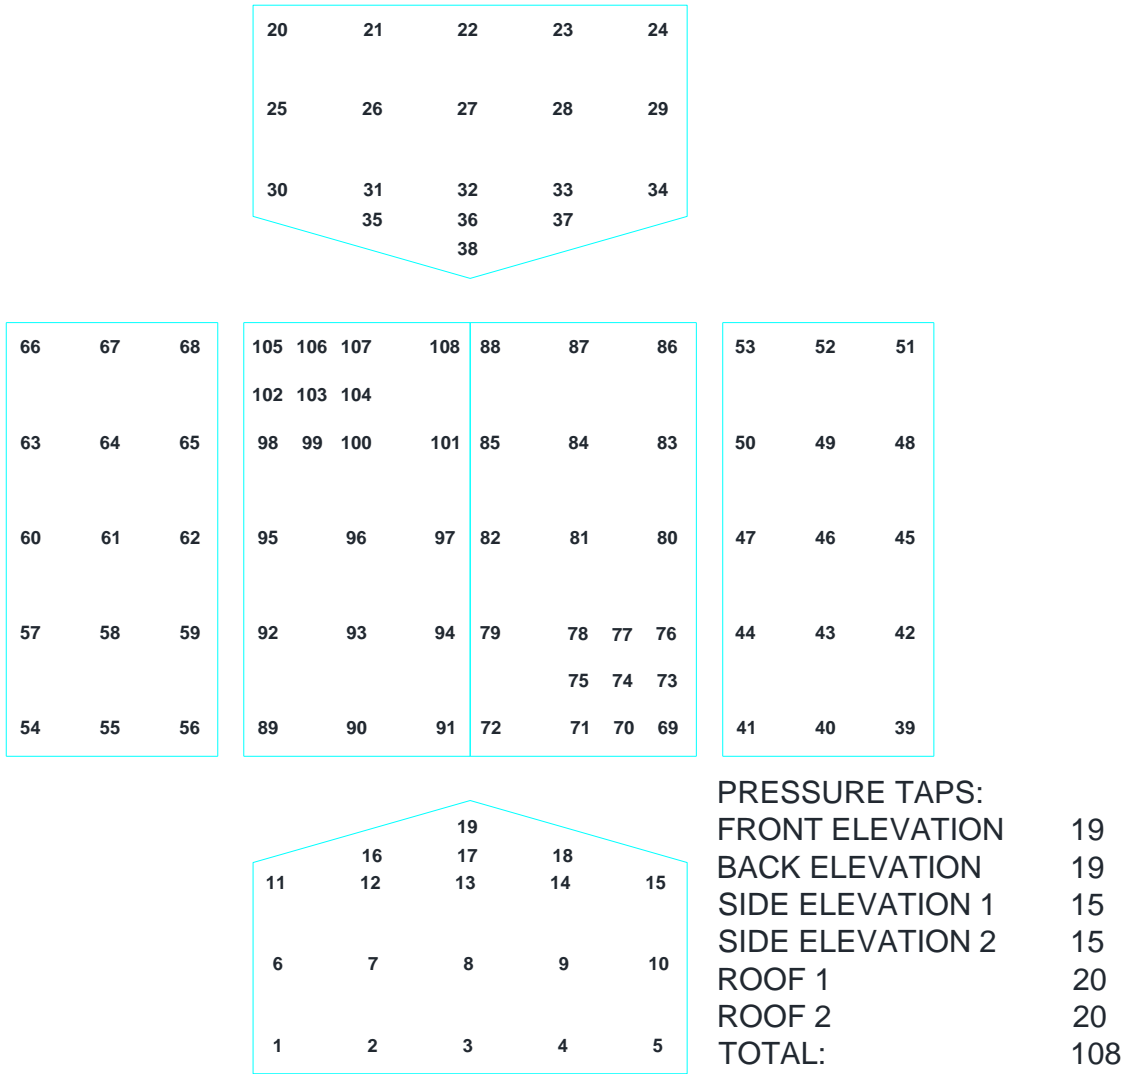 20 21 22 23 24
25 26 27 28 29
30 31 32 33 34
35 36 37
38
66 67 68 105 106 107 108 88 87 86 53 52 51
102 103 104
63 64 65 98 99 100 101 85 84 83 50 49 48
60 61 62 95 96 97 82 81 80 47 46 45
57 58 59 92 93 94 79 78 77 76 44 43 42
75 74 73
54 55 56 89 90 91 72 71 70 69 41 40 39
19
16 17 18
11 12 13 14 15
6 7 8 9 10
1 2 3 4 5
PRESSURE TAPS:
FRONT ELEVATION 19
BACK ELEVATION 19
SIDE ELEVATION 1 15
SIDE ELEVATION 2 15
ROOF 1 20
ROOF 2 20
TOTAL: 108